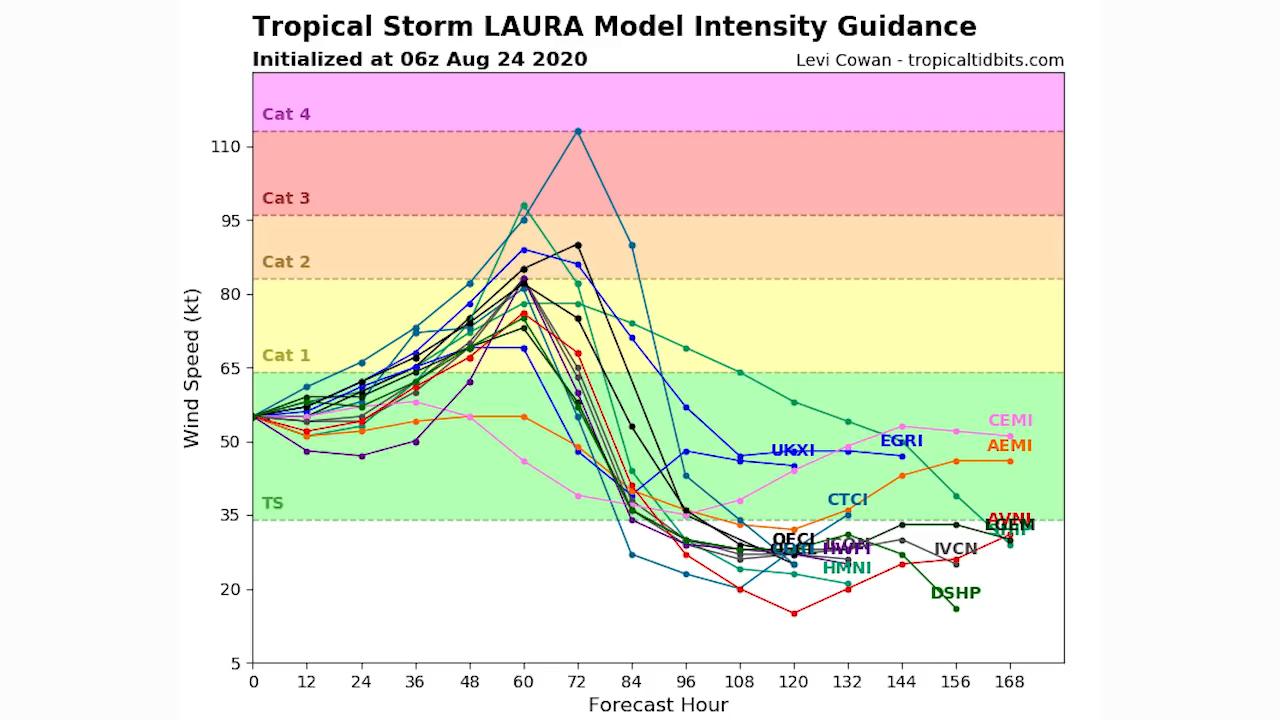 Tropical Storm LAURA Model Intensity Guidance
Initialized at 06z Aug 24 2020
Levi Cowan - tropicaltidbits.com
Cat 4
110
Cat 3
95
Cat 2
80
Cat 1
65
Wind Speed (kt)
50
TS
35
20
5
CEMI
EGRI
AEMI
UKXI
CTCI
AVNI
LGEM
OFCI
HWFI
IVCN
HMNI
DSHP
0 12 24 36 48 60 72 84 96 108 120 132 144 156 168
Forecast Hour